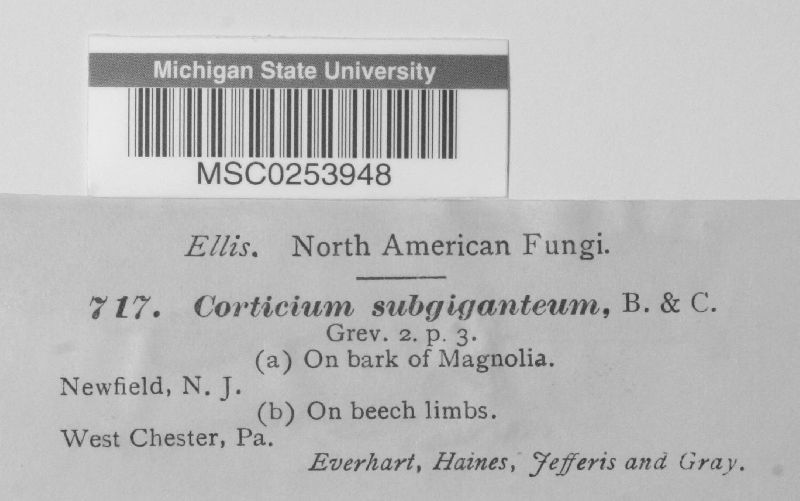 Michigan State University
MSC0253948
Ellis. North American Fungi.
717. Corticium subgiganteum, B. & C.
Grev. 2. p. 3.
(a) On bark of Magnolia.
Newfield, N. J.
(b) On beech limbs.
West Chester, Pa.
Everhart, Haines, Jefferis and Gray.